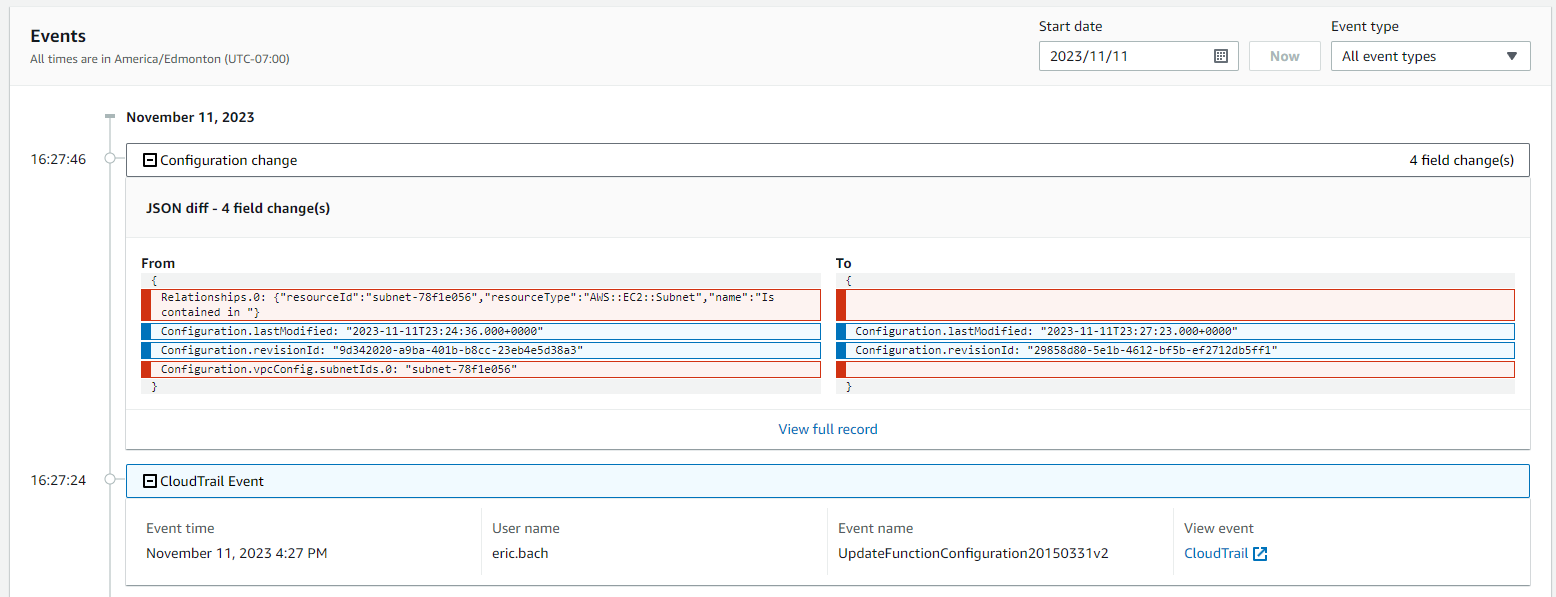 Events
All times are in America/Edmonton (UTC-07:00)
Start date
2023/11/11
Now
Event type
All event types
November 11, 2023
16:27:46
Configuration change
4 field change(s)
JSON diff - 4 field change(s)
From
{
Relationships.0: {"resourceId":"subnet-78f1e056","resourceType":"AWS::EC2::Subnet","name":"Is
contained in "}
Configuration.lastModified: "2023-11-11T23:24:36.000+0000"
Configuration.revisionId: "9d342020-a9ba-401b-b8cc-23eb4e5d38a3"
Configuration.vpcConfig.subnetIds.0: "subnet-78f1e056"
}
To
{
Configuration.lastModified: "2023-11-11T23:27:23.000+0000"
Configuration.revisionId: "29858d80-5e1b-4612-bf5b-ef2712db5ff1"
}
View full record
16:27:24
CloudTrail Event
Event time
November 11, 2023 4:27 PM
User name
eric.bach
Event name
UpdateFunctionConfiguration20150331v2
View event
CloudTrail